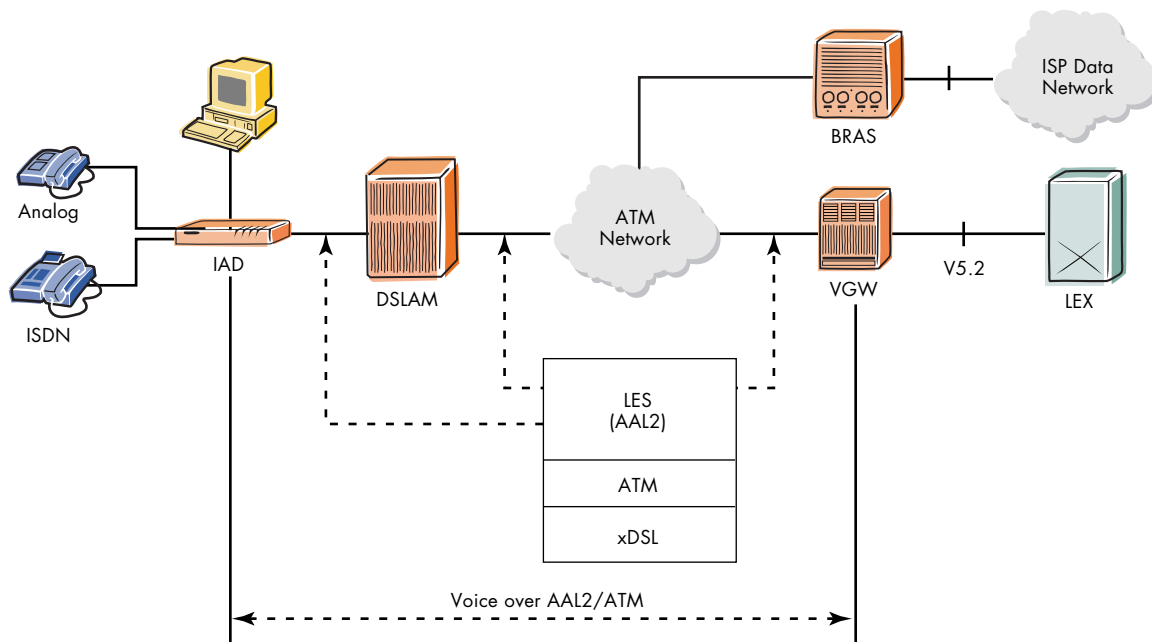 ISP Data
Network
BRAS
Analog
ATM
Network
IAD
DSLAM
VGW
V5.2
LEX
ISDN
LES
(AAL2)
ATM
xDSL
Voice over AAL2/ATM